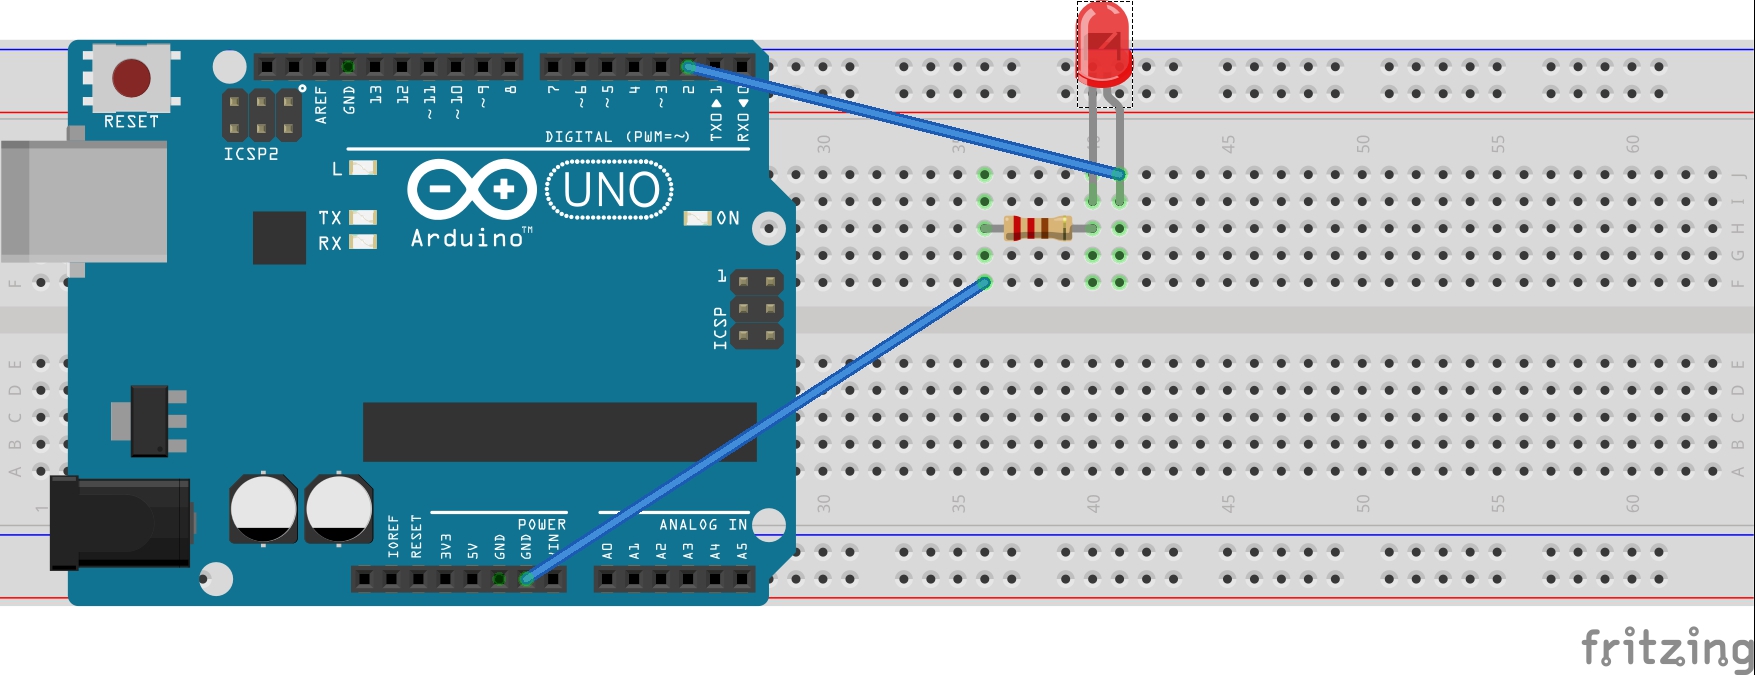 RESET
ICSP2
AREF
GND
13
12
~11
~10
~9
8
7
~6
~5
4
~3
2
TX0▶1
RX0◀0
DIGITAL (PWM=~)
L
TX
RX
UNO
Arduino™
ON
1
ICSP
IOREF
RESET
3V3
5V
GND
GND
POWER
ANALOG IN
A0
A1
A2
A3
A4
A5
30
35
45
50
55
60
J
I
H
G
F
F
E
D
C
B
A
E
D
C
B
A
1
30
35
40
45
50
55
60
fritzing